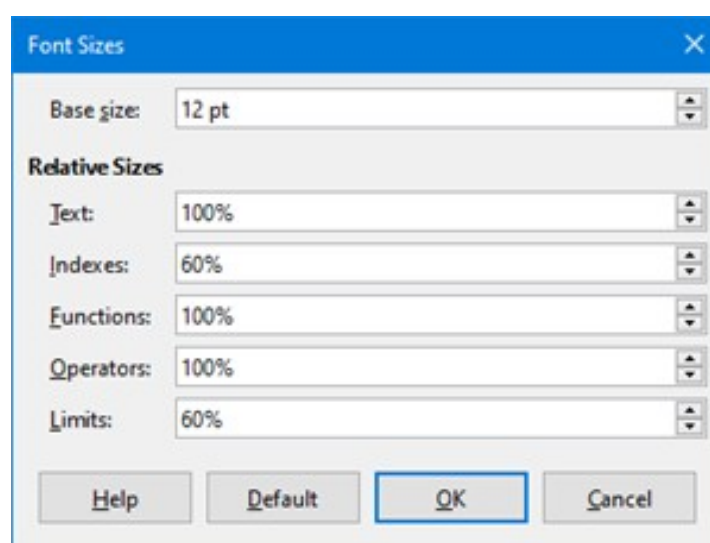 Font Sizes
Base size: 12 pt
Relative Sizes
Text: 100%
Indexes: 60%
Functions: 100%
Operators: 100%
Limits: 60%
Help Default OK Cancel